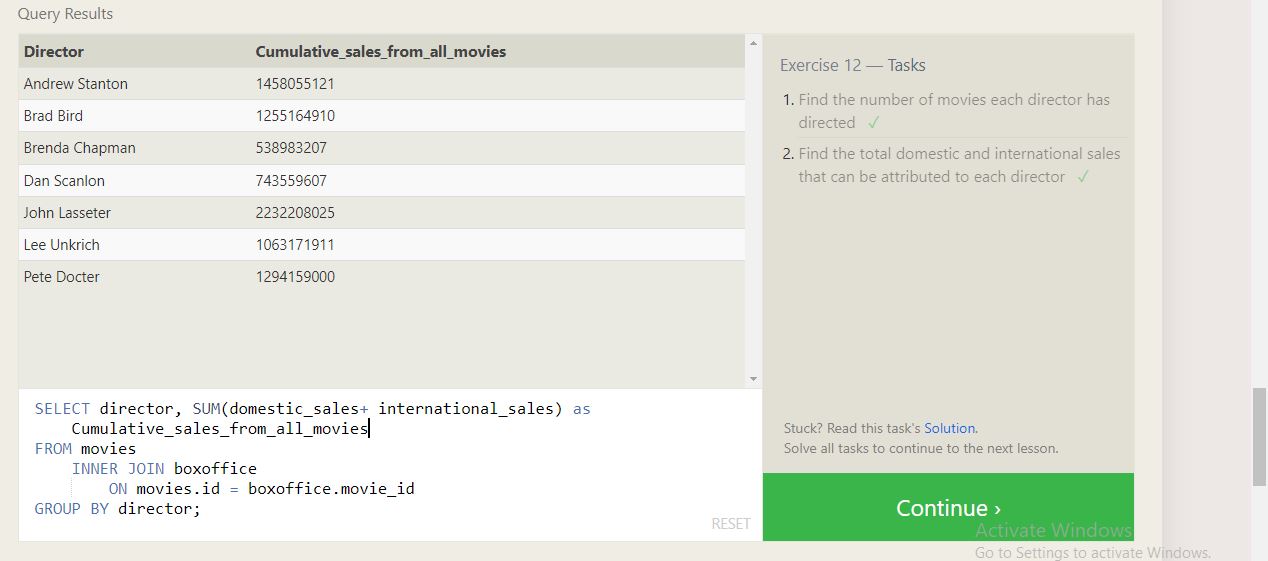 Query Results
Director Cumulative_sales_from_all_movies
Andrew Stanton 1458055121
Brad Bird 1255164910
Brenda Chapman 538983207
Dan Scanlon 743559607
John Lasseter 2232208025
Lee Unkrich 1063171911
Pete Docter 1294159000
SELECT director, SUM(domestic_sales+ international_sales) as
Cumulative_sales_from_all_movies
FROM movies
INNER JOIN boxoffice
ON movies.id = boxoffice.movie_id
GROUP BY director;
RESET
Exercise 12 — Tasks
1. Find the number of movies each director has
directed ✓
2. Find the total domestic and international sales
that can be attributed to each director ✓
Stuck? Read this task's Solution.
Solve all tasks to continue to the next lesson.
Continue ›
Activate Windows
Go to Settings to activate Windows.